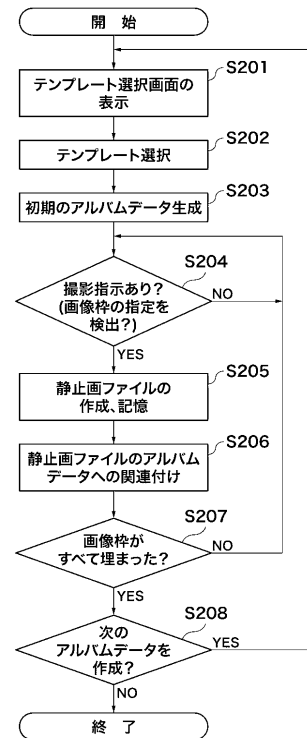 開 始
S201
テンプレート選択画面の
表示
S202
テンプレート選択
S203
初期のアルバムデータ生成
S204
撮影指示あり?
(画像枠の指定を
検出?)
NO
YES
S205
静止画ファイルの
作成、記憶
S206
静止画ファイルのアルバム
データへの関連付け
S207
画像枠が
すべて埋まった?
NO
YES
S208
次の
アルバムデータを
作成?
YES
NO
終 了